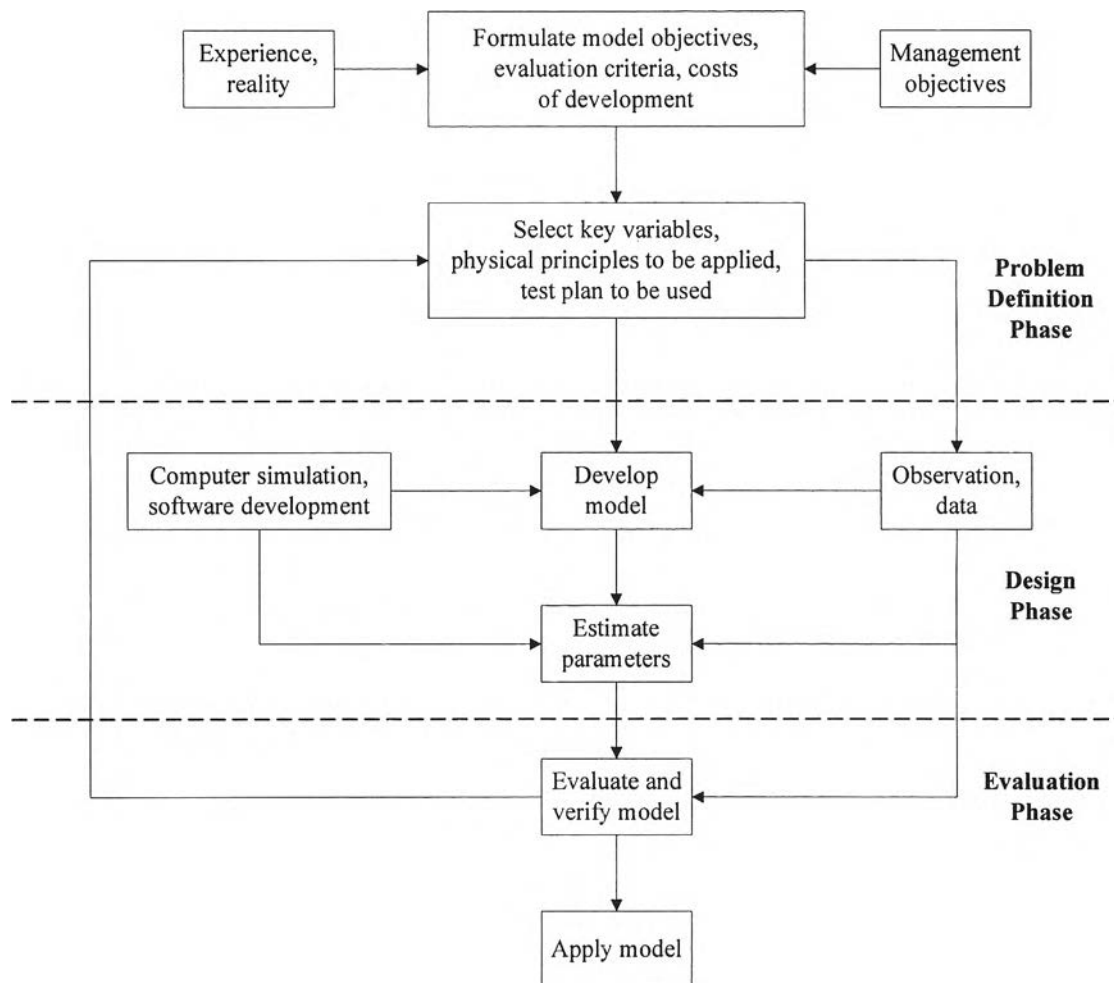 Experience,
reality
Formulate model objectives,
evaluation criteria, costs
of development
Management
objectives
Select key variables,
physical principles to be applied,
test plan to be used
Problem
Definition
Phase
Computer simulation,
software development
Develop
model
Observation,
data
Design
Phase
Estimate
parameters
Evaluate and
verify model
Evaluation
Phase
Apply model